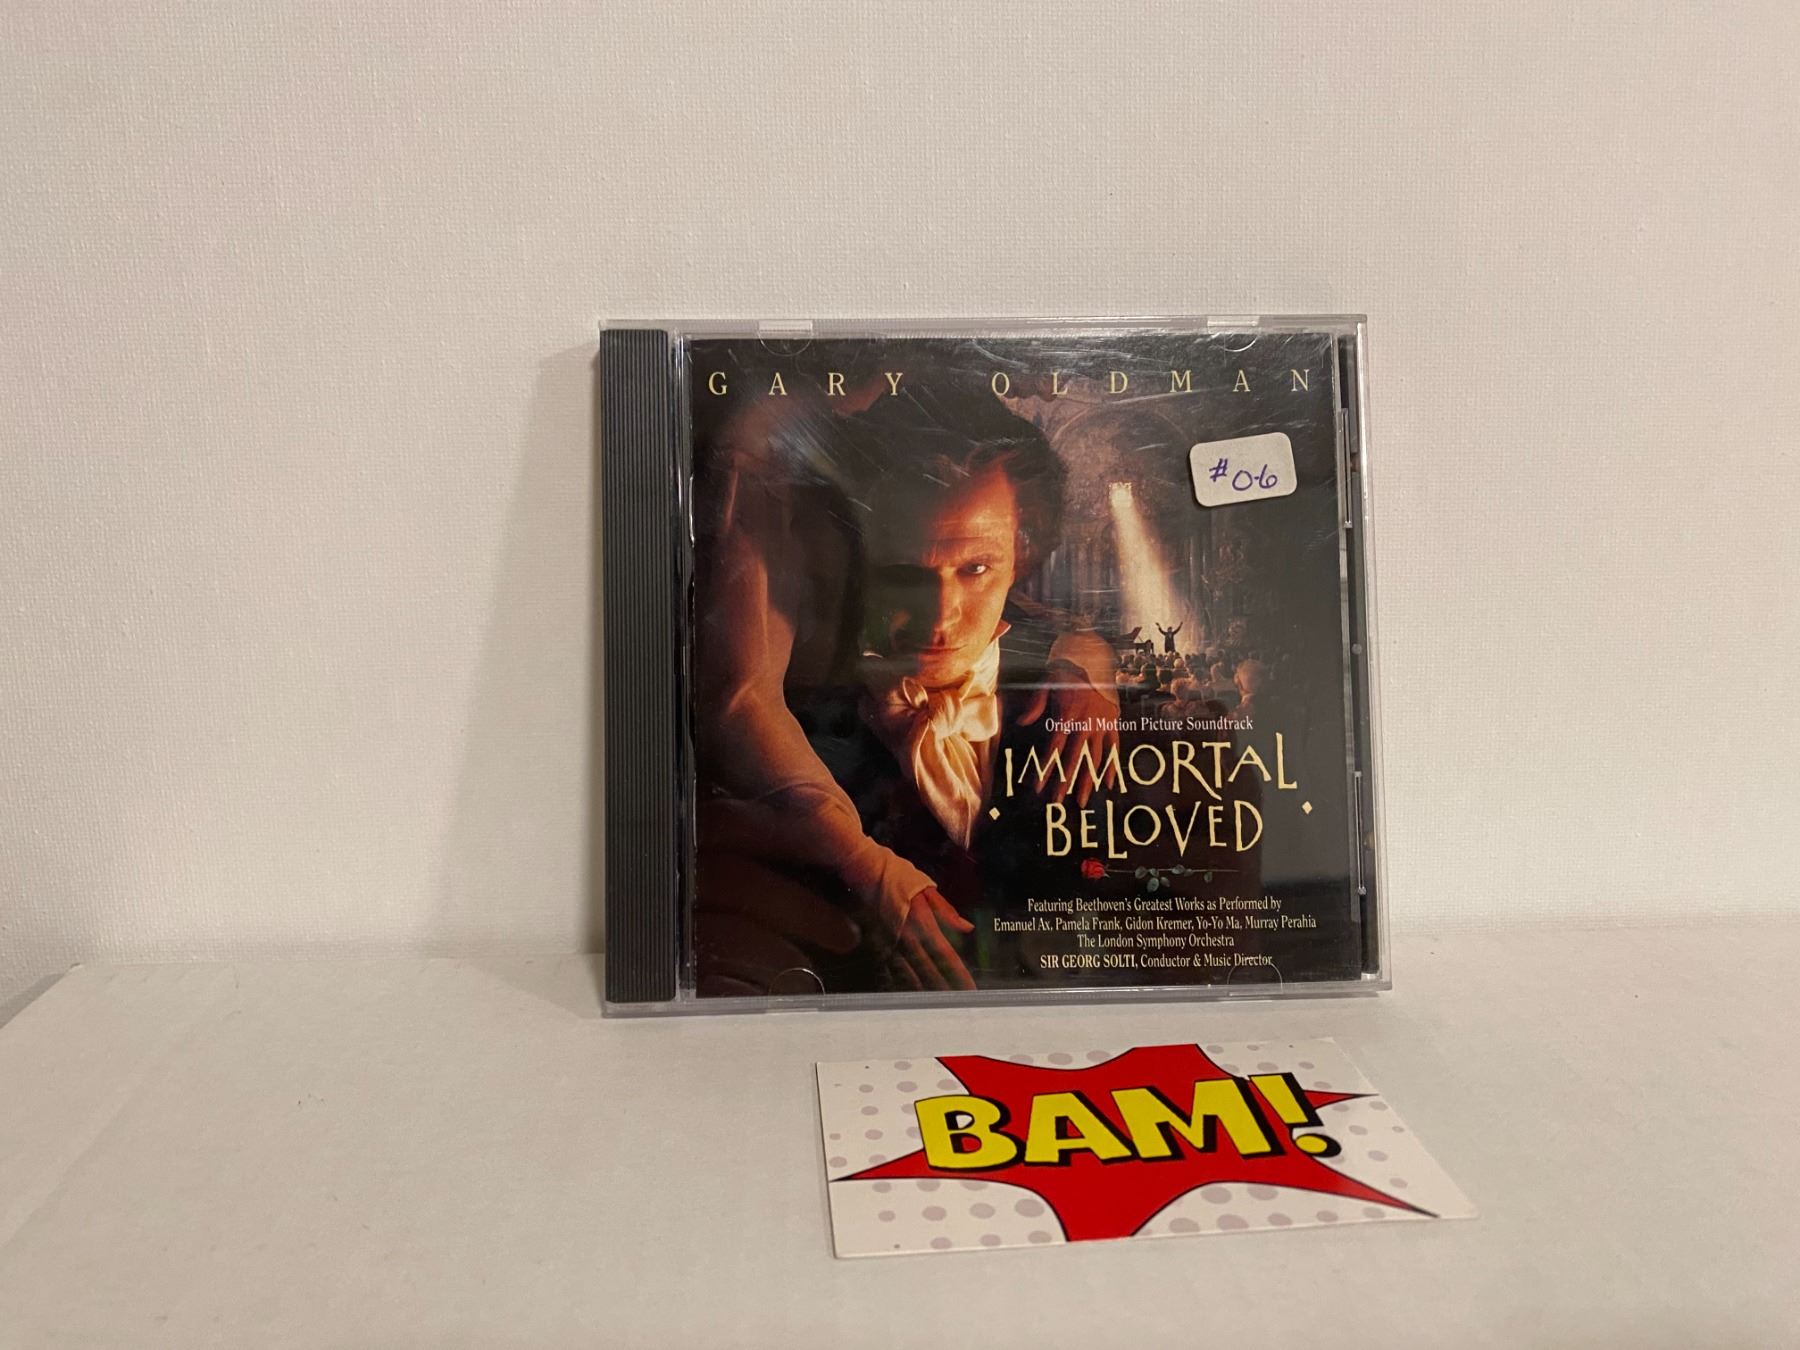 GARY OLDMAN
#06
Original Motion Picture Soundtrack
IMMORTAL
BELOVED
Featuring Beethoven's Greatest Works as Performed by
Emanuel Ax, Pamela Frank, Gidon Kremer, Yo-Yo Ma, Murray Perahia
The London Symphony Orchestra
SIR GEORG SOLTI, Conductor & Music Director
BAM!